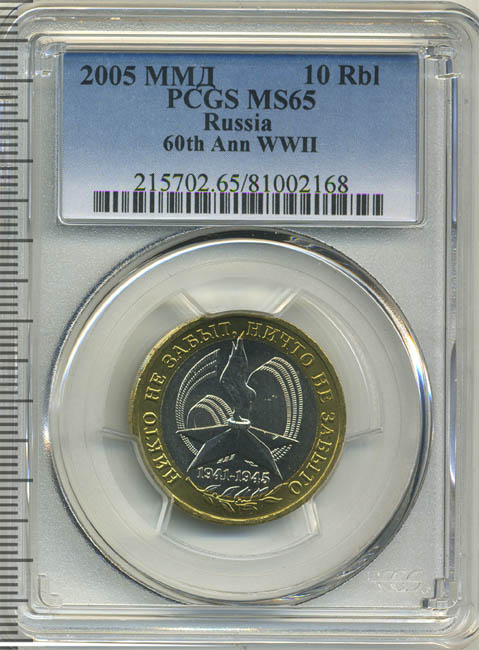 2005 ММД 10 Rbl
PCGS MS65
Russia
60th Ann WWII
215702.65/81002168
НИКТО НЕ ЗАБЫТ, НИЧТО НЕ ЗАБЫТО
1941-1945
PCGS